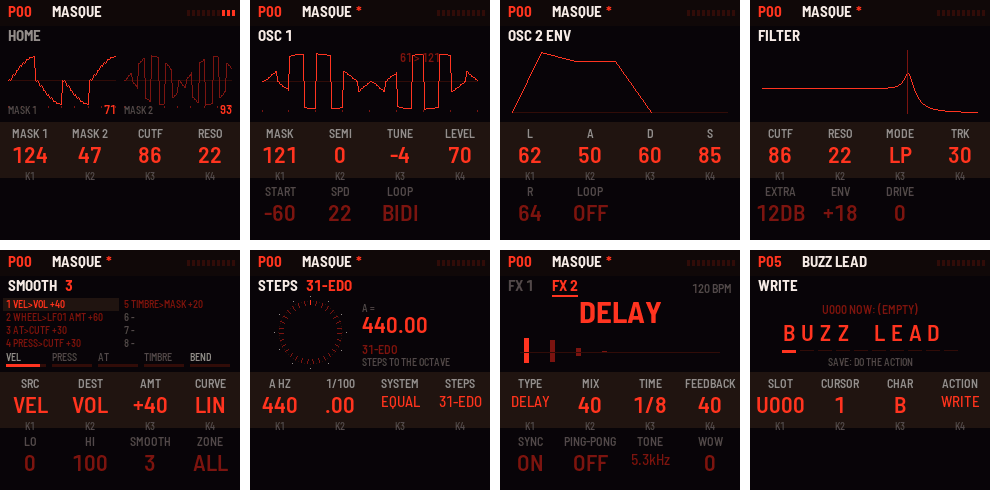 P00 MASQUE
HOME
MASK 1 71 MASK 2 93
MASK 1 MASK 2 CUTF RESO
124 47 86 22
K1 K2 K3 K4
P00 MASQUE *
OSC 1
61 > 121
MASK SEMI TUNE LEVEL
121 0 -4 70
K1 K2 K3 K4
START SPD LOOP
-60 22 BIDI
P00 MASQUE *
OSC 2 ENV
L A D S
62 50 60 85
K1 K2 K3 K4
R LOOP
64 OFF
P00 MASQUE *
FILTER
CUTF RESO MODE TRK
86 22 LP 30
K1 K2 K3 K4
EXTRA ENV DRIVE
12DB +18 0
P00 MASQUE *
SMOOTH 3
1 VEL>VOL +40 5 TIMBRE>MASK +20
2 WHEEL>LFO1 AMT +60 6 -
3 AT>CUTF +30 7 -
4 PRESS>CUTF +30 8 -
VEL PRESS AT TIMBRE BEND
SRC DEST AMT CURVE
VEL VOL +40 LIN
K1 K2 K3 K4
LO HI SMOOTH ZONE
0 100 3 ALL
P00 MASQUE *
STEPS 31-EDO
A =
440.00
31-EDO
STEPS TO THE OCTAVE
A HZ 1/100 SYSTEM STEPS
440 .00 EQUAL 31-EDO
K1 K2 K3 K4
P00 MASQUE *
FX 1 FX 2 120 BPM
DELAY
TYPE MIX TIME FEEDBACK
DELAY 40 1/8 40
K1 K2 K3 K4
SYNC PING-PONG TONE WOW
ON OFF 5.3kHz 0
P05 BUZZ LEAD
WRITE
U000 NOW: (EMPTY)
BUZZ LEAD
SAVE: DO THE ACTION
SLOT CURSOR CHAR ACTION
U000 1 B WRITE
K1 K2 K3 K4